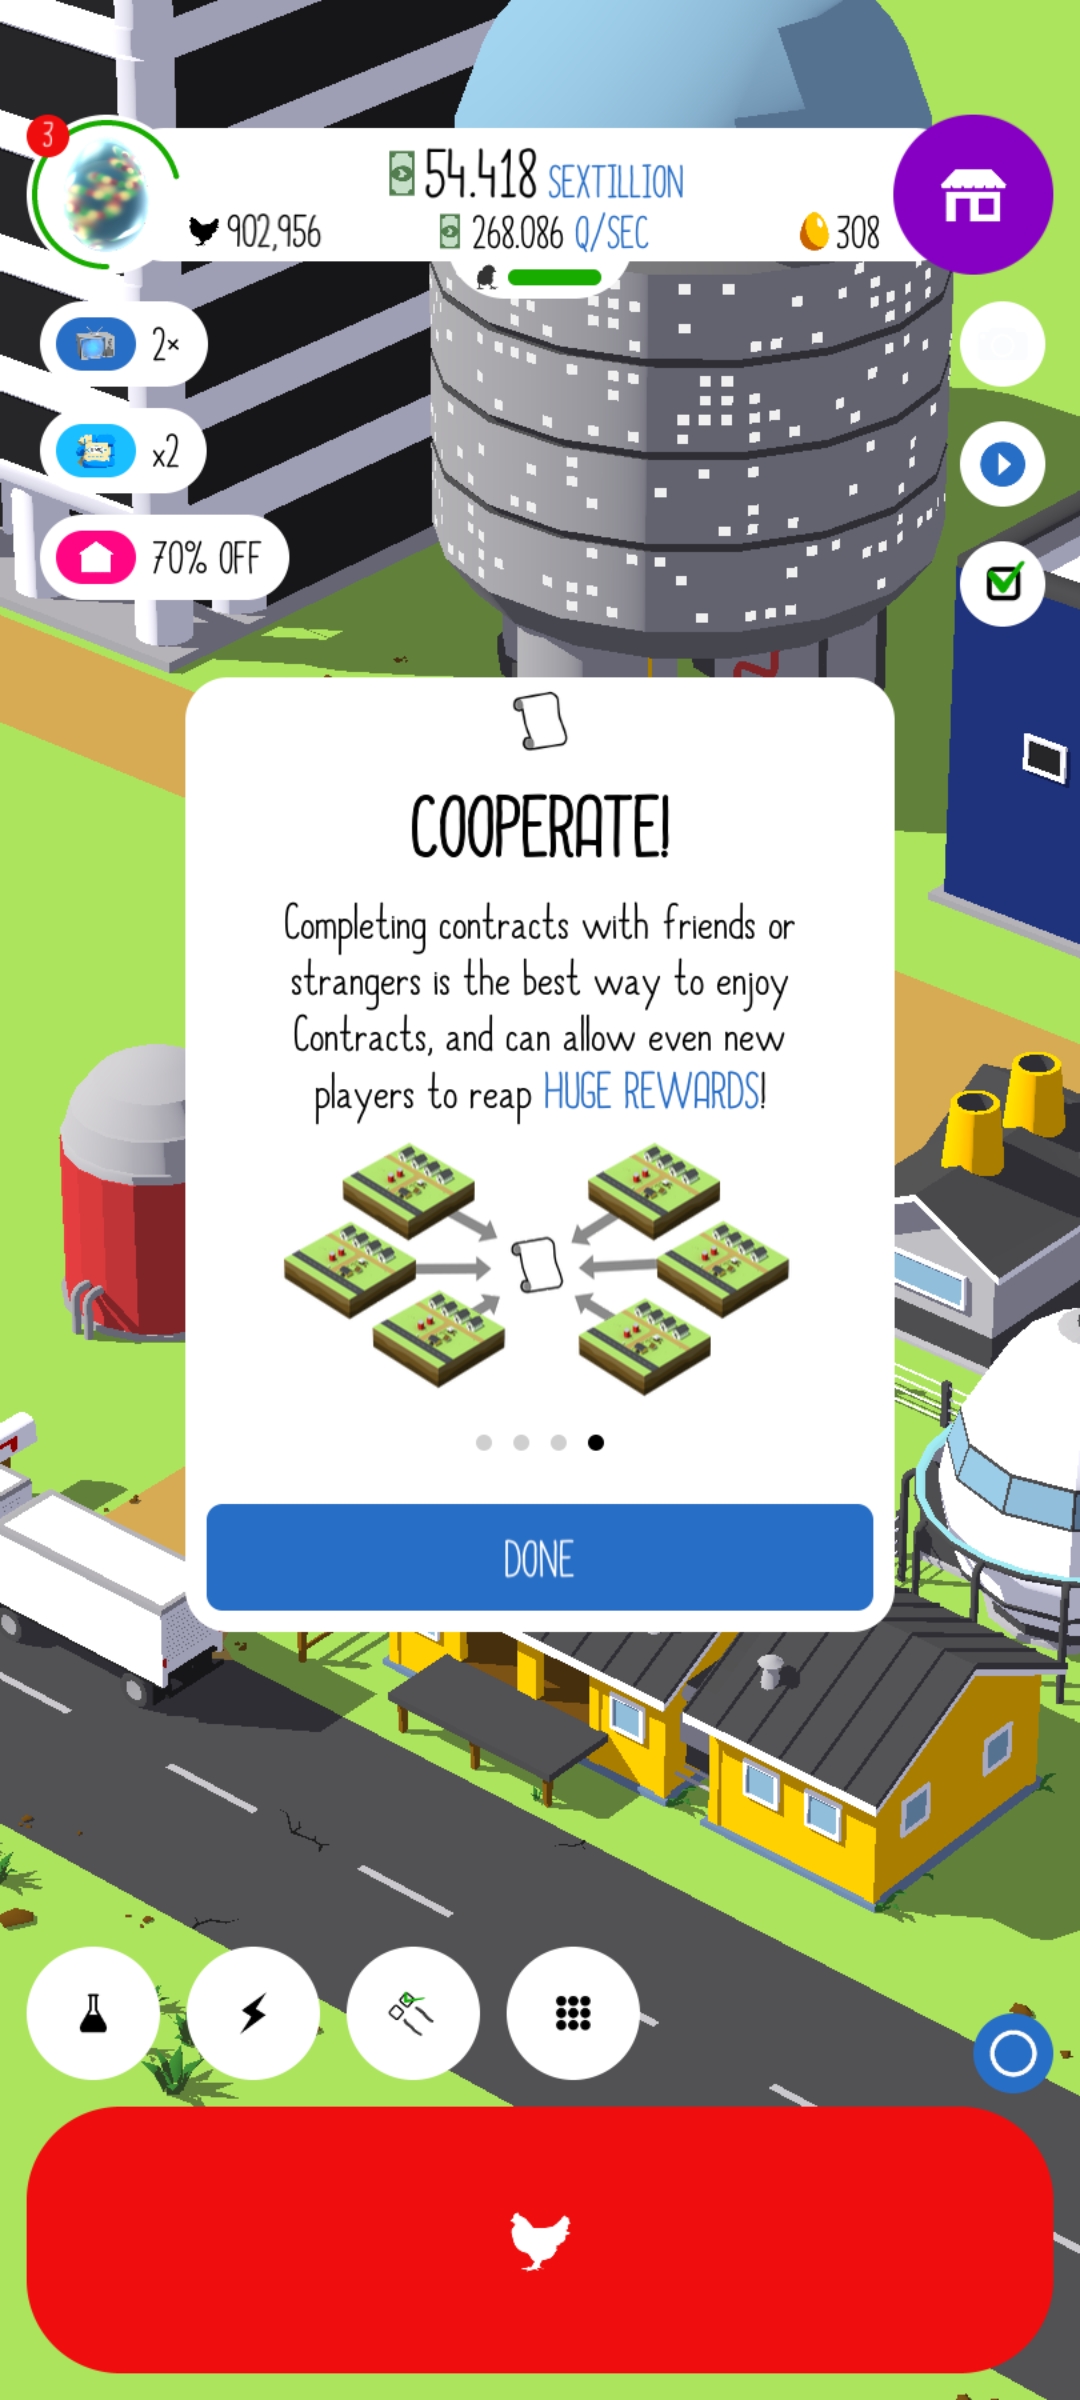 3
54.418 SEXTILLION
902,956
268.086 Q/SEC
308
2×
x2
70% OFF
COOPERATE!
Completing contracts with friends or
strangers is the best way to enjoy
Contracts, and can allow even new
players to reap HUGE REWARDS!
DONE